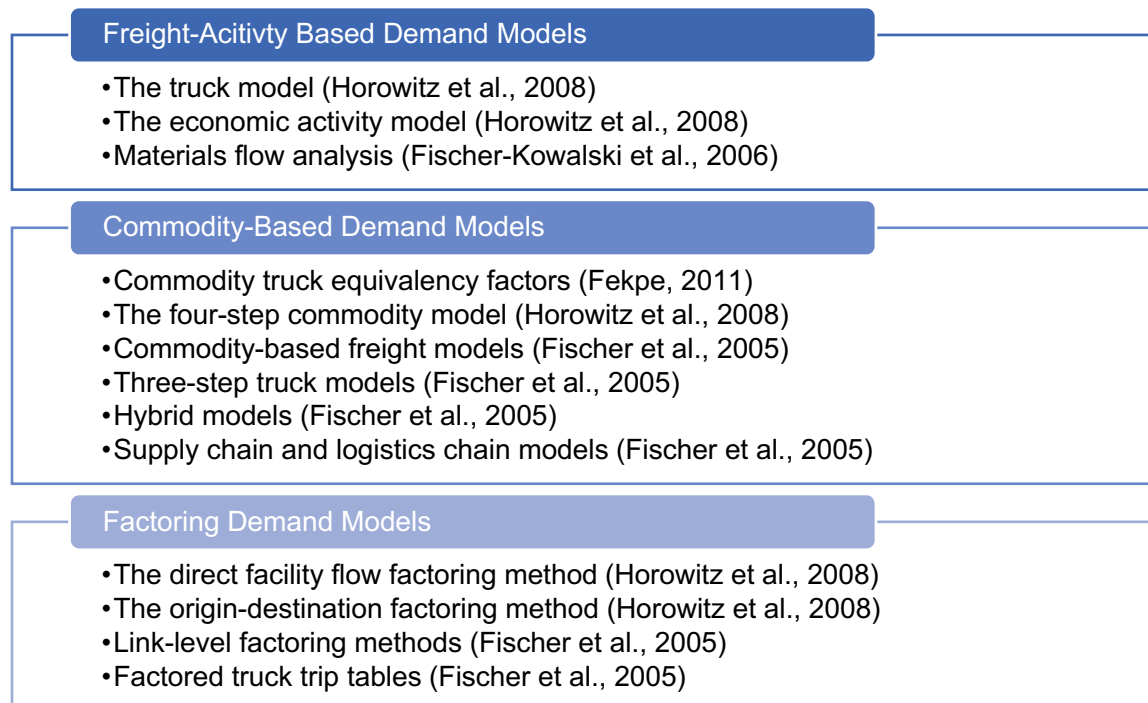 Freight-Acitivty Based Demand Models
•The truck model (Horowitz et al., 2008)
•The economic activity model (Horowitz et al., 2008)
•Materials flow analysis (Fischer-Kowalski et al., 2006)
Commodity-Based Demand Models
•Commodity truck equivalency factors (Fekpe, 2011)
•The four-step commodity model (Horowitz et al., 2008)
•Commodity-based freight models (Fischer et al., 2005)
•Three-step truck models (Fischer et al., 2005)
•Hybrid models (Fischer et al., 2005)
•Supply chain and logistics chain models (Fischer et al., 2005)
Factoring Demand Models
•The direct facility flow factoring method (Horowitz et al., 2008)
•The origin-destination factoring method (Horowitz et al., 2008)
•Link-level factoring methods (Fischer et al., 2005)
•Factored truck trip tables (Fischer et al., 2005)